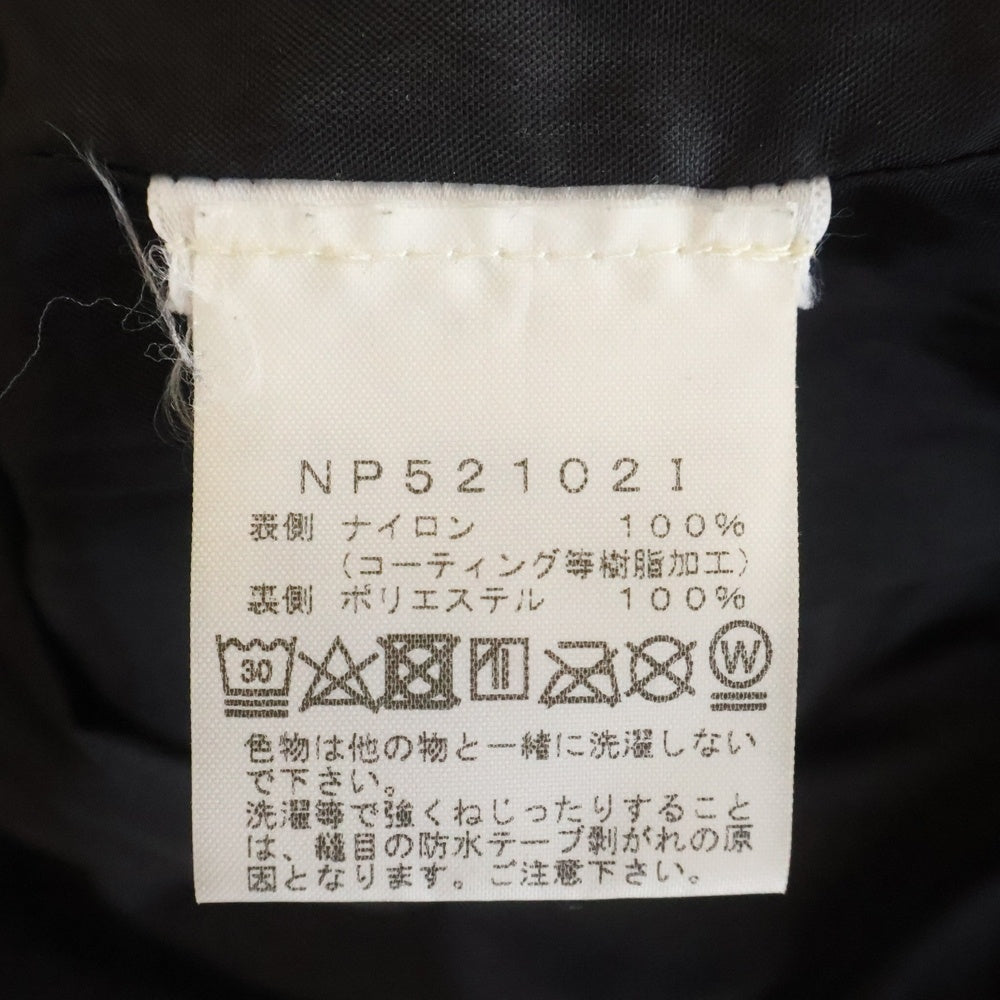 NP52102I
表側 ナイロン 100%
(コーティング等樹脂加工)
裏側 ポリエステル 100%
30 W
色物は他の物と一緒に洗濯しない
で下さい。
洗濯等で強くねじったりすること
は、縫目の防水テープ剥がれの原
因となります。ご注意下さい。